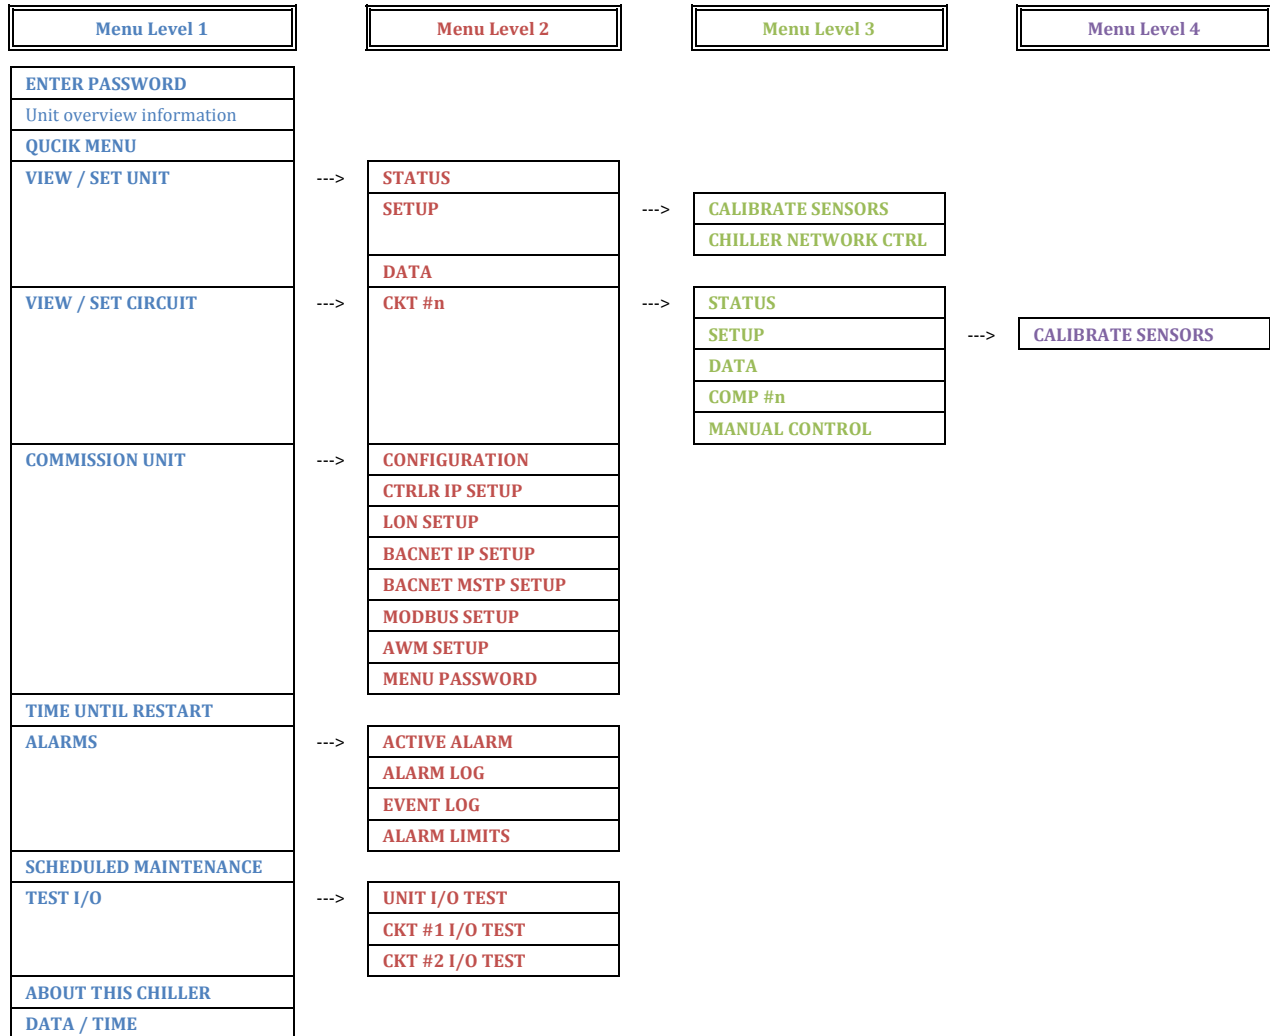 Menu Level 1 Menu Level 2 Menu Level 3 Menu Level 4
ENTER PASSWORD
Unit overview information
QUCIK MENU
VIEW / SET UNIT ---> STATUS
SETUP ---> CALIBRATE SENSORS
CHILLER NETWORK CTRL
DATA
VIEW / SET CIRCUIT ---> CKT #n ---> STATUS
SETUP ---> CALIBRATE SENSORS
DATA
COMP #n
MANUAL CONTROL
COMMISSION UNIT ---> CONFIGURATION
CTRLR IP SETUP
LON SETUP
BACNET IP SETUP
BACNET MSTP SETUP
MODBUS SETUP
AWM SETUP
MENU PASSWORD
TIME UNTIL RESTART
ALARMS ---> ACTIVE ALARM
ALARM LOG
EVENT LOG
ALARM LIMITS
SCHEDULED MAINTENANCE
TEST I/O ---> UNIT I/O TEST
CKT #1 I/O TEST
CKT #2 I/O TEST
ABOUT THIS CHILLER
DATA / TIME